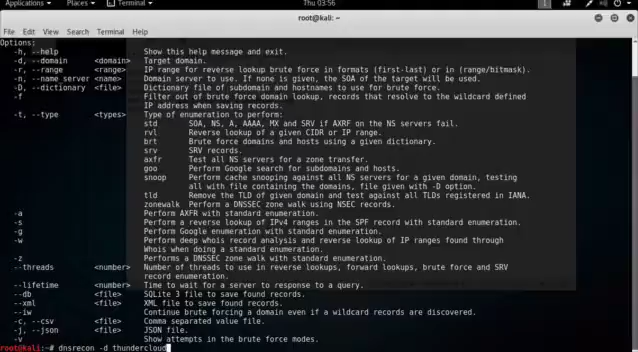 Applications Places Terminal Thu 03:56 1
root@kali: ~
File Edit View Search Terminal Help
Options:
-h, --help Show this help message and exit.
-d, --domain <domain> Target domain.
-r, --range <range> IP range for reverse lookup brute force in formats (first-last) or in (range/bitmask).
-n, --name_server <name> Domain server to use. If none is given, the SOA of the target will be used.
-D, --dictionary <file> Dictionary file of subdomain and hostnames to use for brute force.
-f Filter out of brute force domain lookup, records that resolve to the wildcard defined
IP address when saving records.
-t, --type <types> Type of enumeration to perform:
std SOA, NS, A, AAAA, MX and SRV if AXRF on the NS servers fail.
rvl Reverse lookup of a given CIDR or IP range.
brt Brute force domains and hosts using a given dictionary.
srv SRV records.
axfr Test all NS servers for a zone transfer.
goo Perform Google search for subdomains and hosts.
snoop Perform cache snooping against all NS servers for a given domain, testing
all with file containing the domains, file given with -D option.
tld Remove the TLD of given domain and test against all TLDs registered in IANA.
zonewalk Perform a DNSSEC zone walk using NSEC records.
-a Perform AXFR with standard enumeration.
-s Perform a reverse lookup of IPv4 ranges in the SPF record with standard enumeration.
-g Perform Google enumeration with standard enumeration.
-w Perform deep whois record analysis and reverse lookup of IP ranges found through
Whois when doing a standard enumeration.
-z Performs a DNSSEC zone walk with standard enumeration.
--threads <number> Number of threads to use in reverse lookups, forward lookups, brute force and SRV
record enumeration.
--lifetime <number> Time to wait for a server to response to a query.
--db <file> SQLite 3 file to save found records.
--xml <file> XML file to save found records.
--iw Continue brute forcing a domain even if a wildcard records are discovered.
-c, --csv <file> Comma separated value file.
-j, --json <file> JSON file.
-v Show attempts in the brute force modes.
root@kali:~# dnsrecon -d thundercloud